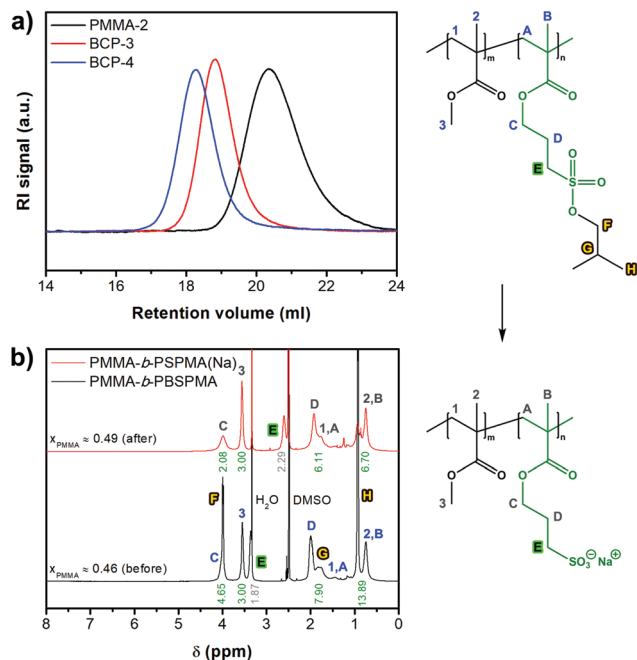 a)
PMMA-2
BCP-3
BCP-4
RI signal (a.u.)
14 16 18 20 22 24
Retention volume (ml)
1 2 A B
m n
O O O O
3 C D
E
O
S O
O F
G
H
b)
PMMA-b-PSPMA(Na)
PMMA-b-PBSPMA
3
C E D 1,A 2,B
xPMMA ≈ 0.49 (after)
2.08 3.00 2.29 6.11 6.70
F H2O DMSO H
3 D
C E G 1,A 2,B
xPMMA ≈ 0.46 (before)
4.65 3.00 1.87 7.90 13.89
8 7 6 5 4 3 2 1 0
δ (ppm)
1 2 A B
m n
O O O O
3 C D
E
SO3− Na+